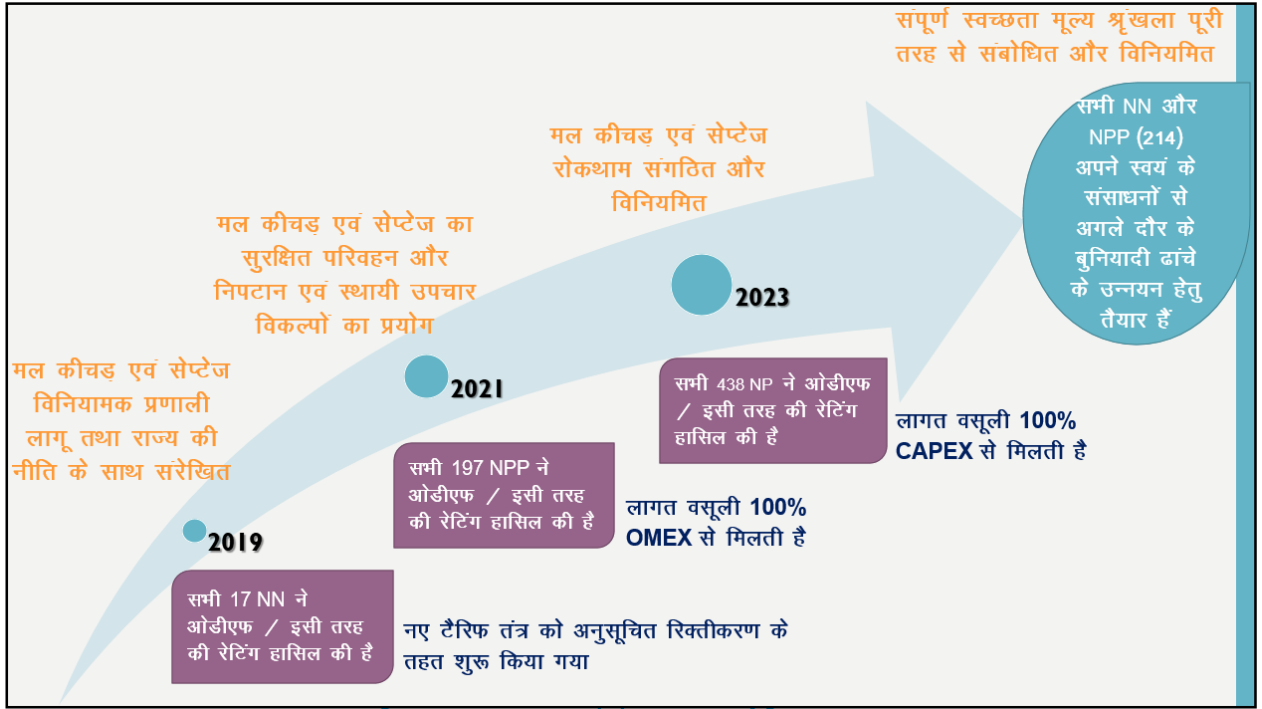 संपूर्ण स्वच्छता मूल्य श्रृंखला पूरी
तरह से संबोधित और विनियमित
सभी NN और
NPP (214)
अपने स्वयं के
संसाधनों से
अगले दौर के
बुनियादी ढांचे
के उन्नयन हेतु
तैयार हैं
मल कीचड़ एवं सेप्टेज
रोकथाम संगठित और
विनियमित
2023
सभी 438 NP ने ओडीएफ
/ इसी तरह की रेटिंग
हासिल की है
लागत वसूली 100%
CAPEX से मिलती है
मल कीचड़ एवं सेप्टेज का
सुरक्षित परिवहन और
निपटान एवं स्थायी उपचार
विकल्पों का प्रयोग
2021
सभी 197 NPP ने
ओडीएफ / इसी तरह
की रेटिंग हासिल की है
लागत वसूली 100%
OMEX से मिलती है
मल कीचड़ एवं सेप्टेज
विनियामक प्रणाली
लागू तथा राज्य की
नीति के साथ संरेखित
2019
सभी 17 NN ने
ओडीएफ / इसी तरह
की रेटिंग हासिल की है
नए टैरिफ तंत्र को अनुसूचित रिक्तीकरण के
तहत शुरू किया गया